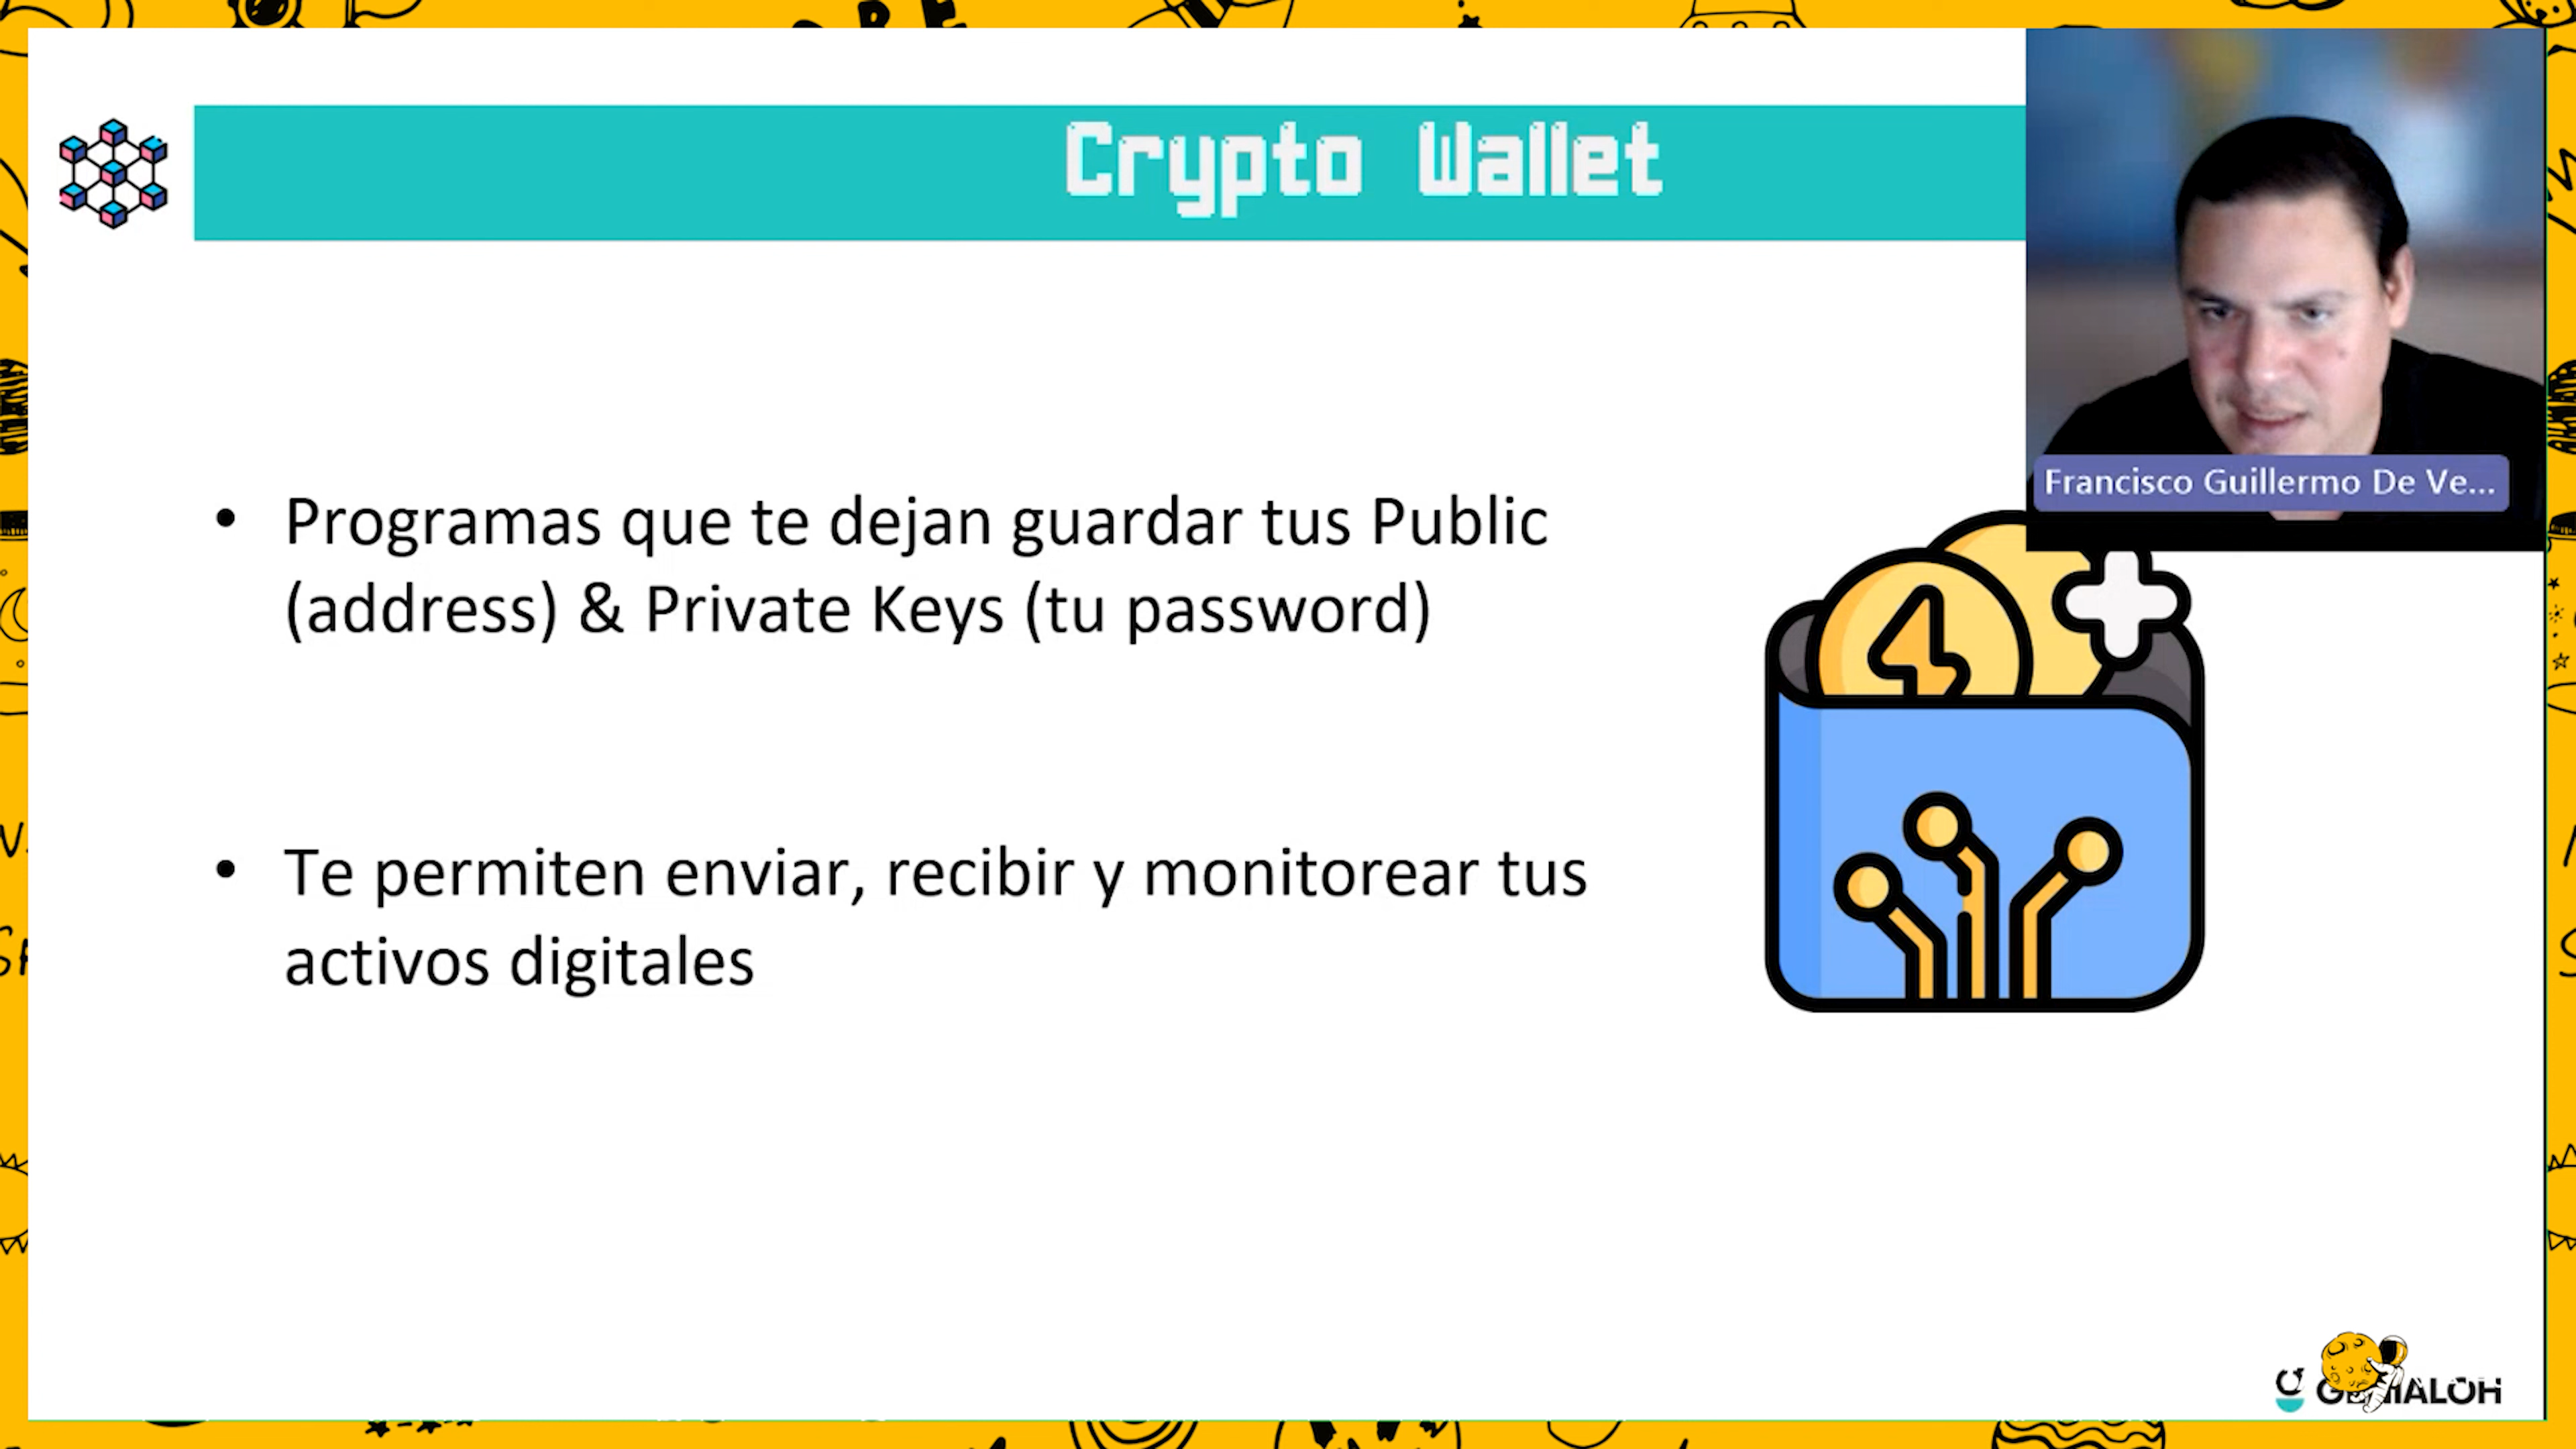 Crypto Wallet
Francisco Guillermo De Ve...
• Programas que te dejan guardar tus Public
(address) & Private Keys (tu password)
• Te permiten enviar, recibir y monitorear tus
activos digitales